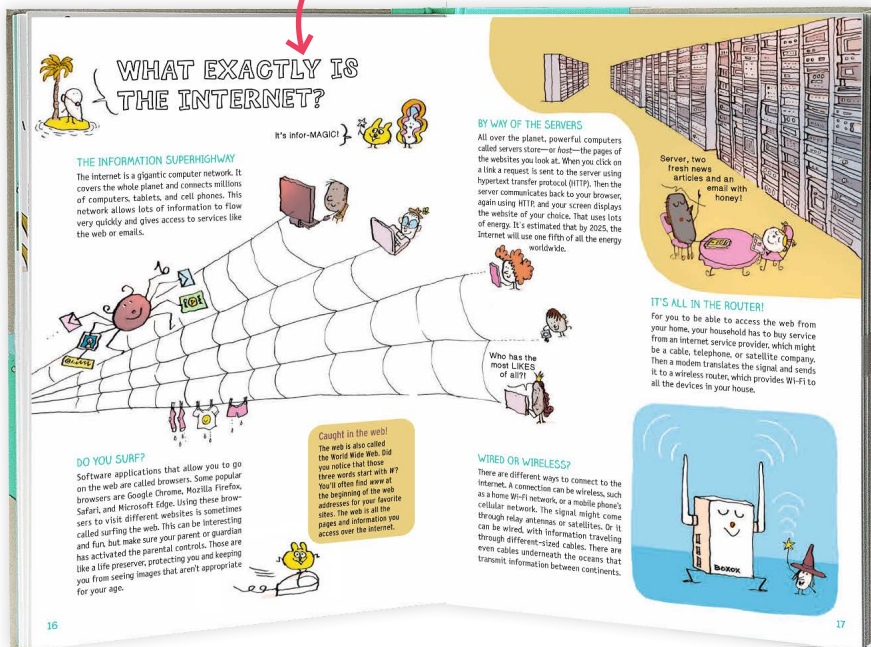 WHAT EXACTLY IS
THE INTERNET?
It's infor-MAGIC!
THE INFORMATION SUPERHIGHWAY
The internet is a gigantic computer network. It
covers the whole planet and connects millions
of computers, tablets, and cell phones. This
network allows lots of information to flow
very quickly and gives access to services like
the web or emails.
Who has the
most LIKES
of all?!
DO YOU SURF?
Software applications that allow you to go
on the web are called browsers. Some popular
browsers are Google Chrome, Mozilla Firefox,
Safari, and Microsoft Edge. Using these brow-
sers to visit different websites is sometimes
called surfing the web. This can be interesting
and fun, but make sure your parent or guardian
has activated the parental controls. Those are
like a life preserver, protecting you and keeping
you from seeing images that aren't appropriate
for your age.
Caught in the web!
The web is also called
the World Wide Web. Did
you notice that those
three words start with W?
You'll often find www at
the beginning of the web
addresses for your favorite
sites. The web is all the
pages and information you
access over the internet.
16
BY WAY OF THE SERVERS
All over the planet, powerful computers
called servers store—or host—the pages of
the websites you look at. When you click on
a link a request is sent to the server using
hypertext transfer protocol (HTTP). Then the
server communicates back to your browser,
again using HTTP, and your screen displays
the website of your choice. That uses lots
of energy. It's estimated that by 2025, the
Internet will use one fifth of all the energy
worldwide.
Server, two
fresh news
articles and an
email with
honey!
IT'S ALL IN THE ROUTER!
For you to be able to access the web from
your home, your household has to buy service
from an internet service provider, which might
be a cable, telephone, or satellite company.
Then a modem translates the signal and sends
it to a wireless router, which provides Wi-Fi to
all the devices in your house.
WIRED OR WIRELESS?
There are different ways to connect to the
internet. A connection can be wireless, such
as a home Wi-Fi network, or a mobile phone's
cellular network. The signal might come
through relay antennas or satellites. Or it
can be wired, with information traveling
through different-sized cables. There are
even cables underneath the oceans that
transmit information between continents.
BOXOX
17